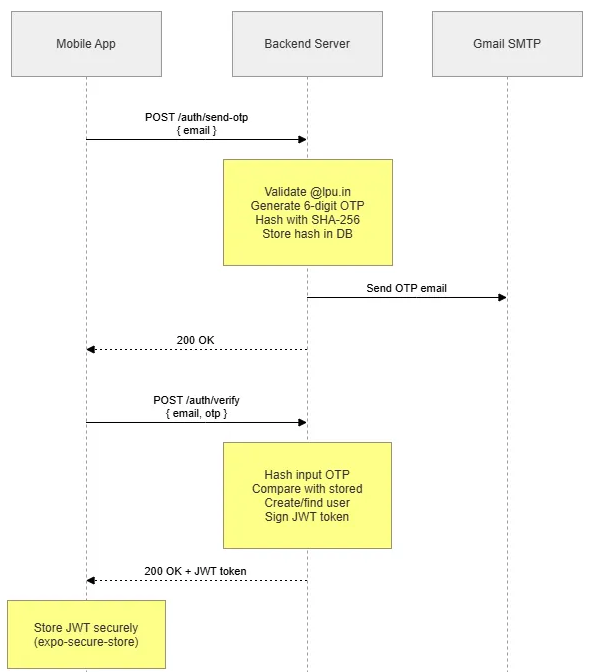 Mobile App
Backend Server
Gmail SMTP
POST /auth/send-otp
{ email }
Validate @lpu.in
Generate 6-digit OTP
Hash with SHA-256
Store hash in DB
Send OTP email
200 OK
POST /auth/verify
{ email, otp }
Hash input OTP
Compare with stored
Create/find user
Sign JWT token
200 OK + JWT token
Store JWT securely
(expo-secure-store)